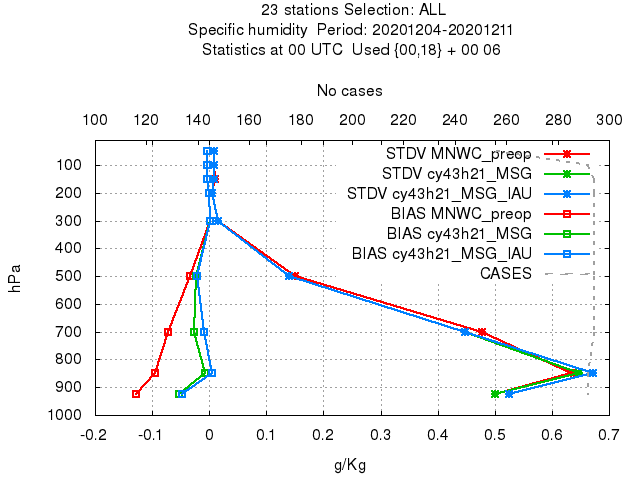 23 stations Selection: ALL
Specific humidity  Period: 20201204-20201211
Statistics at 00 UTC  Used {00,18} + 00 06
No cases
100 120 140 160 180 200 220 240 260 280 300
STDV MNWC_preop
STDV cy43h21_MSG
STDV cy43h21_MSG_IAU
BIAS MNWC_preop
BIAS cy43h21_MSG
BIAS cy43h21_MSG_IAU
CASES
hPa
100
200
300
400
500
600
700
800
900
1000
-0.2 -0.1 0 0.1 0.2 0.3 0.4 0.5 0.6 0.7
g/Kg